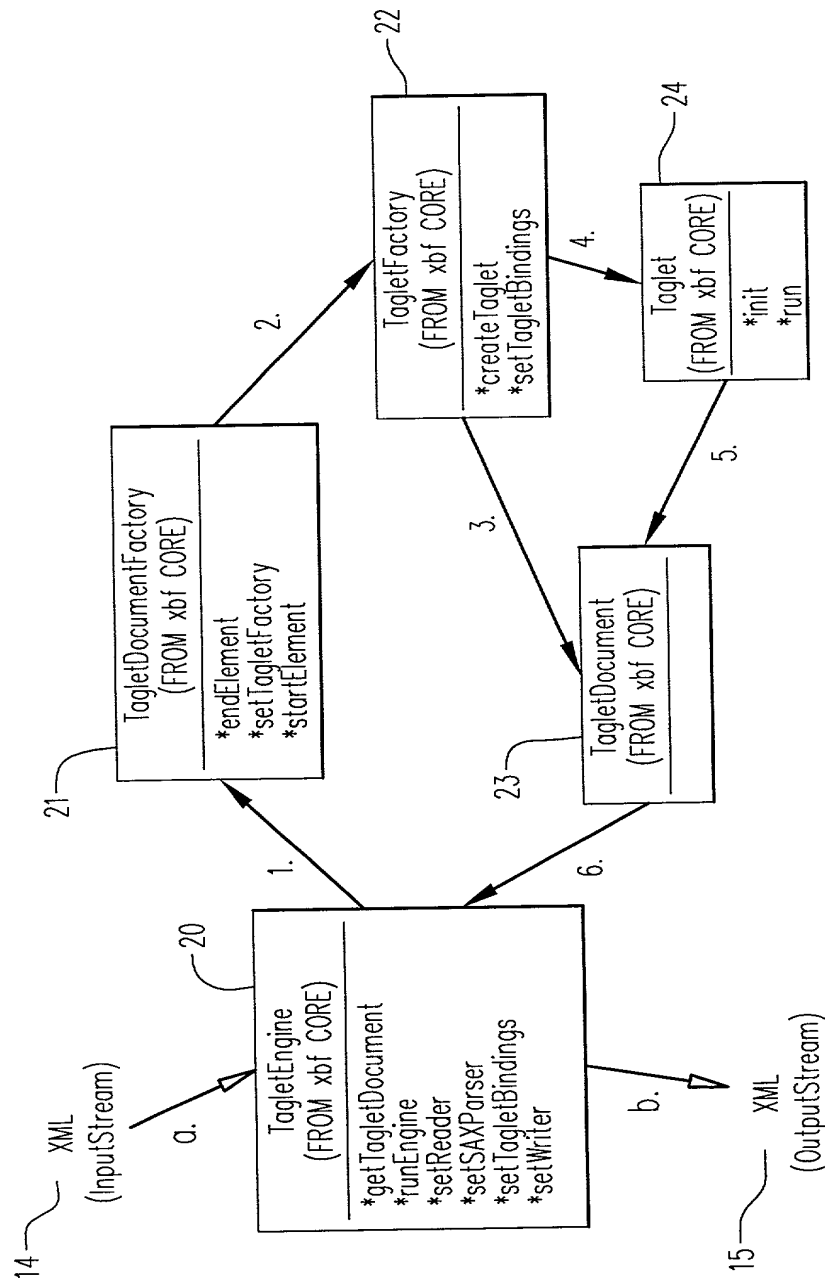 14
XML
(InputStream)
a.
20
TagletEngine
(FROM xbf CORE)
*getTagletDocument
*runEngine
*setReader
*setSAXParser
*setTagletBindings
*setWriter
b.
15
XML
(OutputStream)
1.
21
TagletDocumentFactory
(FROM xbf CORE)
*endElement
*setTagletFactory
*startElement
2.
22
TagletFactory
(FROM xbf CORE)
*createTaglet
*setTagletBindings
3.
4.
24
Taglet
(FROM xbf CORE)
*init
*run
5.
23
TagletDocument
(FROM xbf CORE)
6.